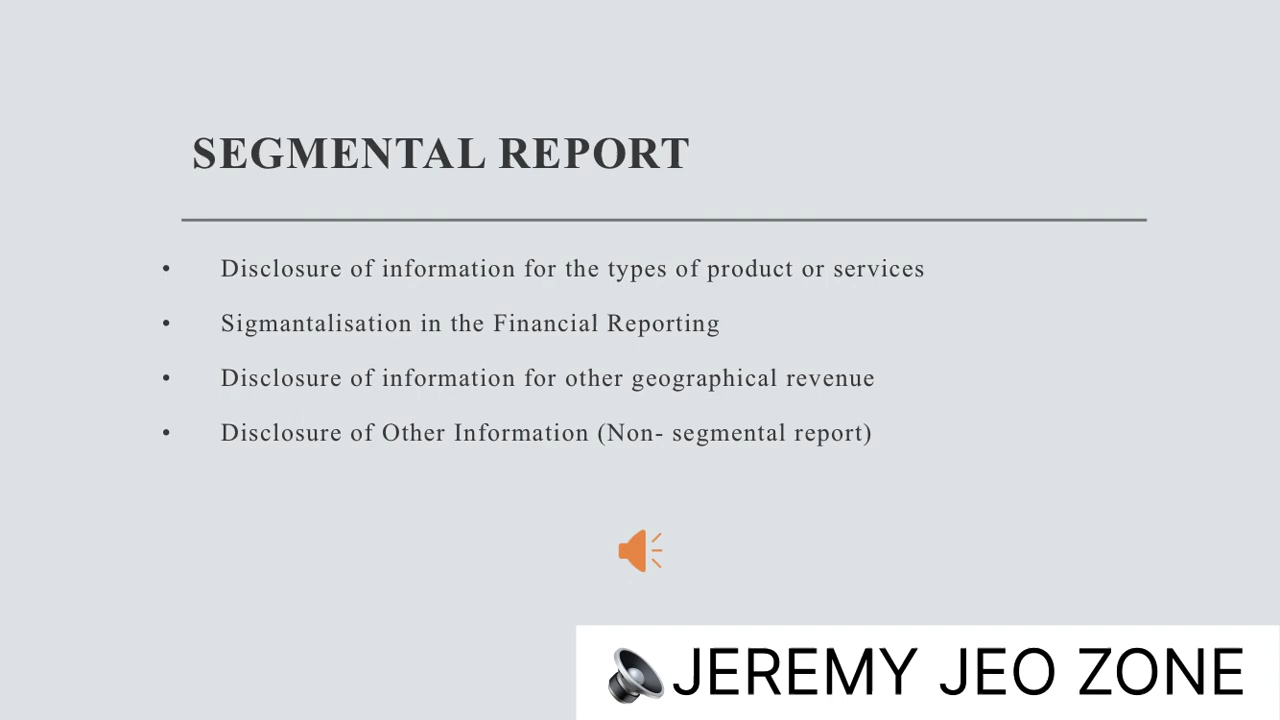 SEGMENTAL REPORT
• Disclosure of information for the types of product or services
• Sigmantalisation in the Financial Reporting
• Disclosure of information for other geographical revenue
• Disclosure of Other Information (Non- segmental report)
🔊JEREMY JEO ZONE